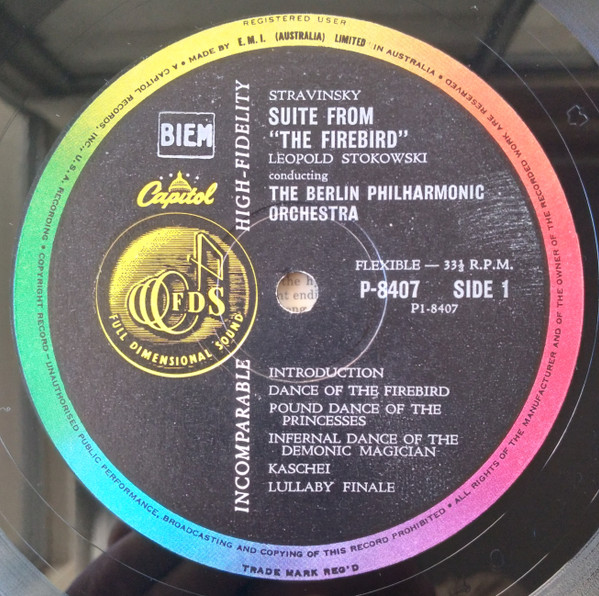 REGISTERED USER
MADE BY E.M.I. (AUSTRALIA) LIMITED IN AUSTRALIA •
ALL RIGHTS OF THE MANUFACTURER AND OF THE OWNER OF THE RECORDED WORK ARE RESERVED
A CAPITOL RECORDS, INC., U.S.A. RECORDING • COPYRIGHT RECORD – UNAUTHORISED PUBLIC PERFORMANCE, BROADCASTING AND COPYING OF THIS RECORD PROHIBITED •
TRADE MARK REG'D
BIEM
Capitol
FDS
FULL DIMENSIONAL SOUND
INCOMPARABLE HIGH-FIDELITY
STRAVINSKY
SUITE FROM
"THE FIREBIRD"
LEOPOLD STOKOWSKI
conducting
THE BERLIN PHILHARMONIC
ORCHESTRA
FLEXIBLE — 33⅓ R.P.M.
P-8407 SIDE 1
P1-8407
INTRODUCTION
DANCE OF THE FIREBIRD
POUND DANCE OF THE
PRINCESSES
INFERNAL DANCE OF THE
DEMONIC MAGICIAN
KASCHEI
LULLABY FINALE